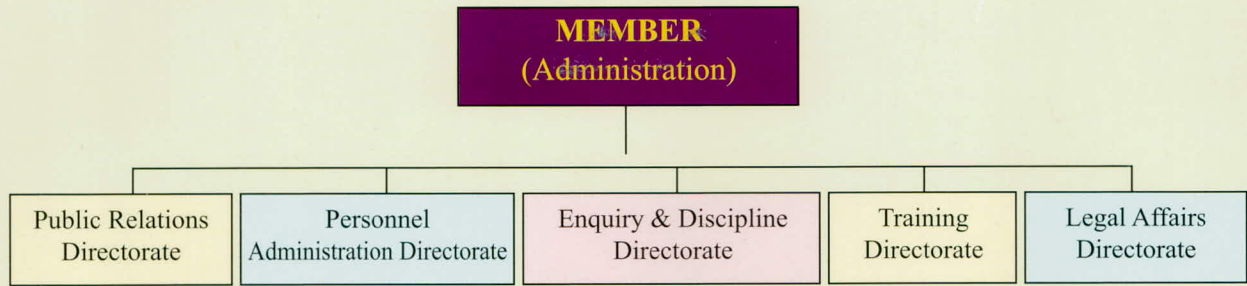 MEMBER
(Administration)
Public Relations
Directorate
Personnel
Administration Directorate
Enquiry & Discipline
Directorate
Training
Directorate
Legal Affairs
Directorate